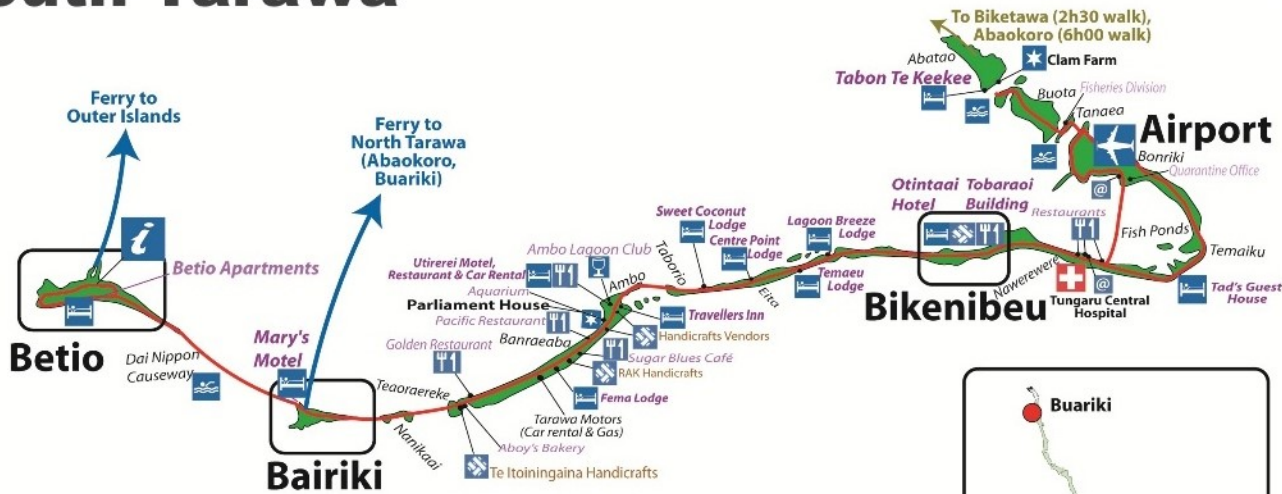 South Tarawa
To Biketawa (2h30 walk),
Abaokoro (6h00 walk)
Abatao
Clam Farm
Tabon Te Keekee
Buota
Fisheries Division
Tanaea
Airport
Bonriki
Quarantine Office
@
Ferry to
Outer Islands
Ferry to
North Tarawa
(Abaokoro,
Buariki)
i
Betio Apartments
Betio
Dai Nippon
Causeway
Mary's
Motel
Bairiki
Nanikaai
Teaoraereke
Golden Restaurant
Aboy's Bakery
Te Itoiningaina Handicrafts
Ambo Lagoon Club
Utirerei Motel,
Restaurant & Car Rental
Aquarium
Parliament House
Pacific Restaurant
Banraeaba
Ambo
Taborio
Travellers Inn
Handicrafts Vendors
Sugar Blues Café
RAK Handicrafts
Fema Lodge
Tarawa Motors
(Car rental & Gas)
Sweet Coconut
Lodge
Centre Point
Lodge
Eita
Lagoon Breeze
Lodge
Temaeu
Lodge
Otintaai
Hotel
Tobaraoi
Building
Restaurants
Bikenibeu
Nawerewere
Tungaru Central
Hospital
@
Fish Ponds
Temaiku
Tad's Guest
House
Buariki